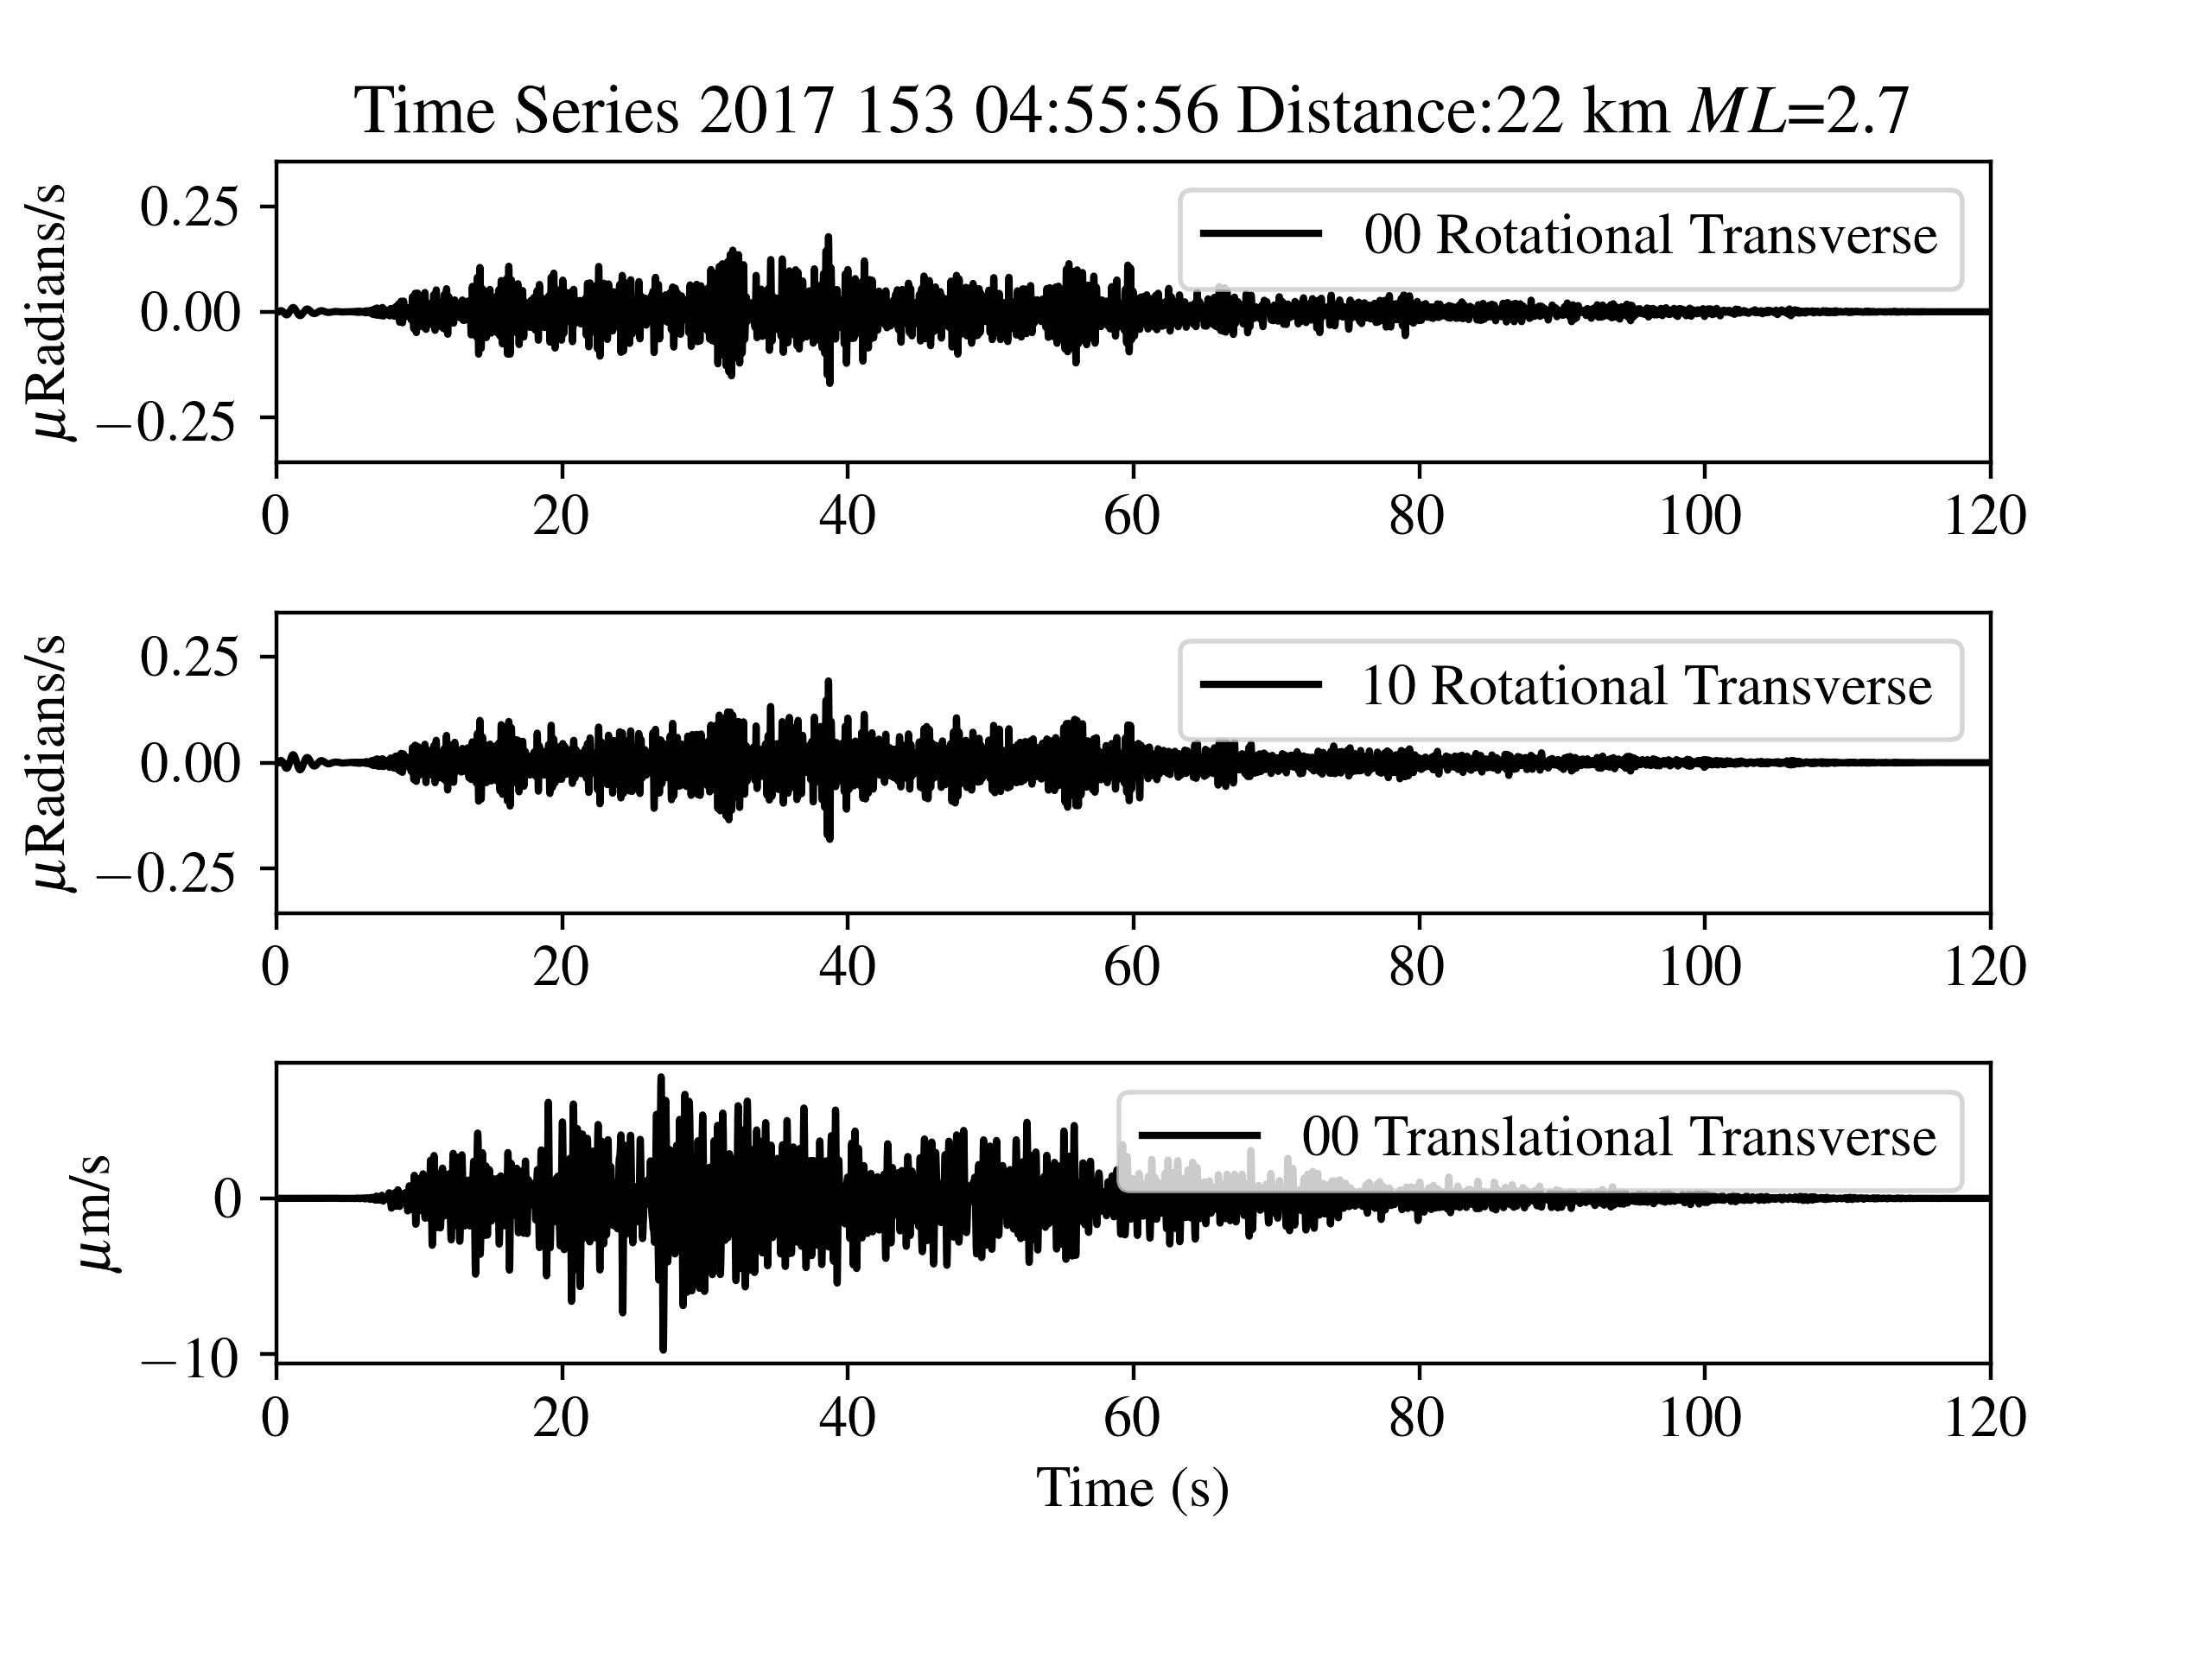 Time Series 2017 153 04:55:56 Distance:22 km ML=2.7
μRadians/s
0.25
0.00
−0.25
00 Rotational Transverse
0 20 40 60 80 100 120
μRadians/s
0.25
0.00
−0.25
10 Rotational Transverse
0 20 40 60 80 100 120
μm/s
0
−10
00 Translational Transverse
0 20 40 60 80 100 120
Time (s)